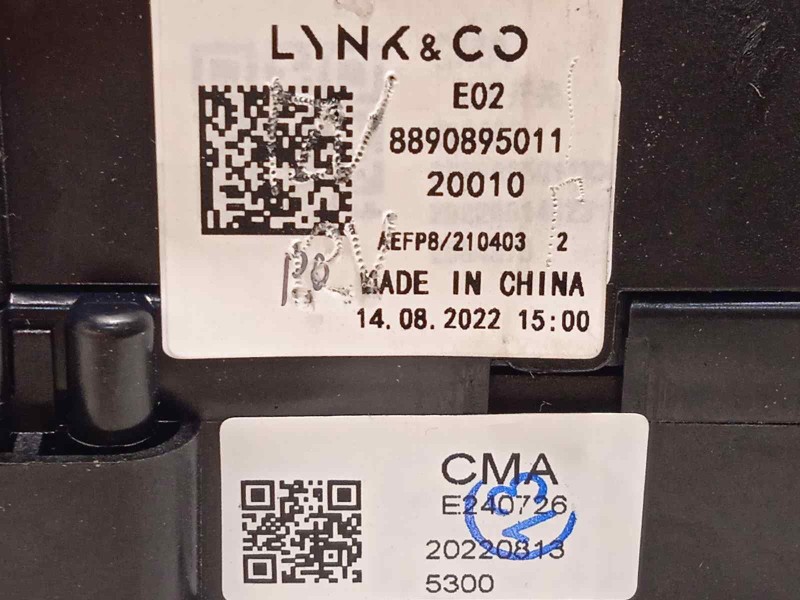 LYNK & CO
E02
8890895011
20010
AEFP8/210403 2
MADE IN CHINA
14.08.2022 15:00
CMA
E240726
20220813
5300